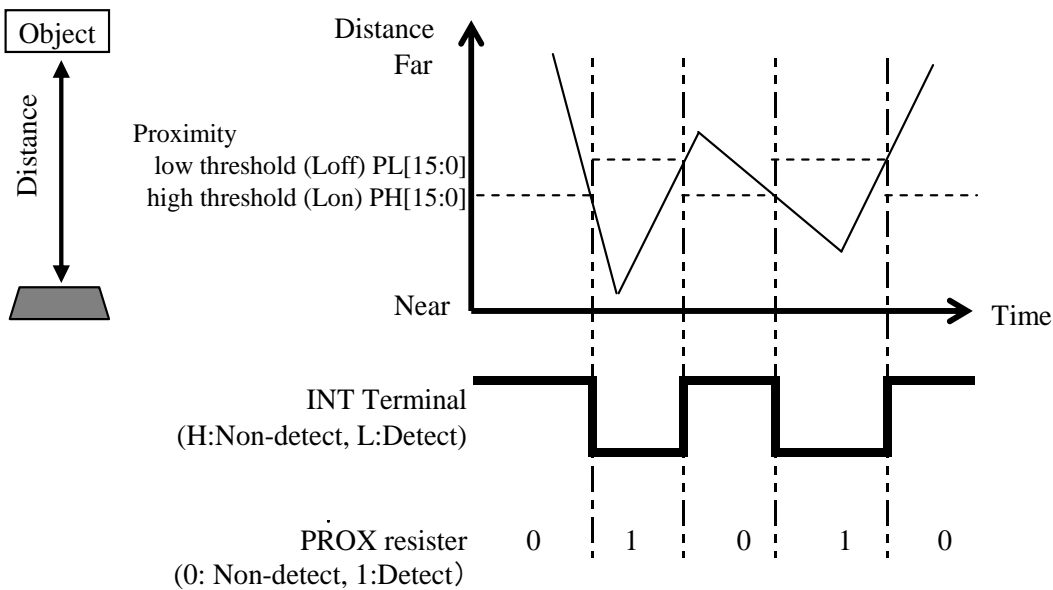 Object
Distance
Distance
Far
Proximity
low threshold (Loff) PL[15:0]
high threshold (Lon) PH[15:0]
Near
Time
INT Terminal
(H:Non-detect, L:Detect)
PROX resister
0 1 0 1 0
(0: Non-detect, 1:Detect）